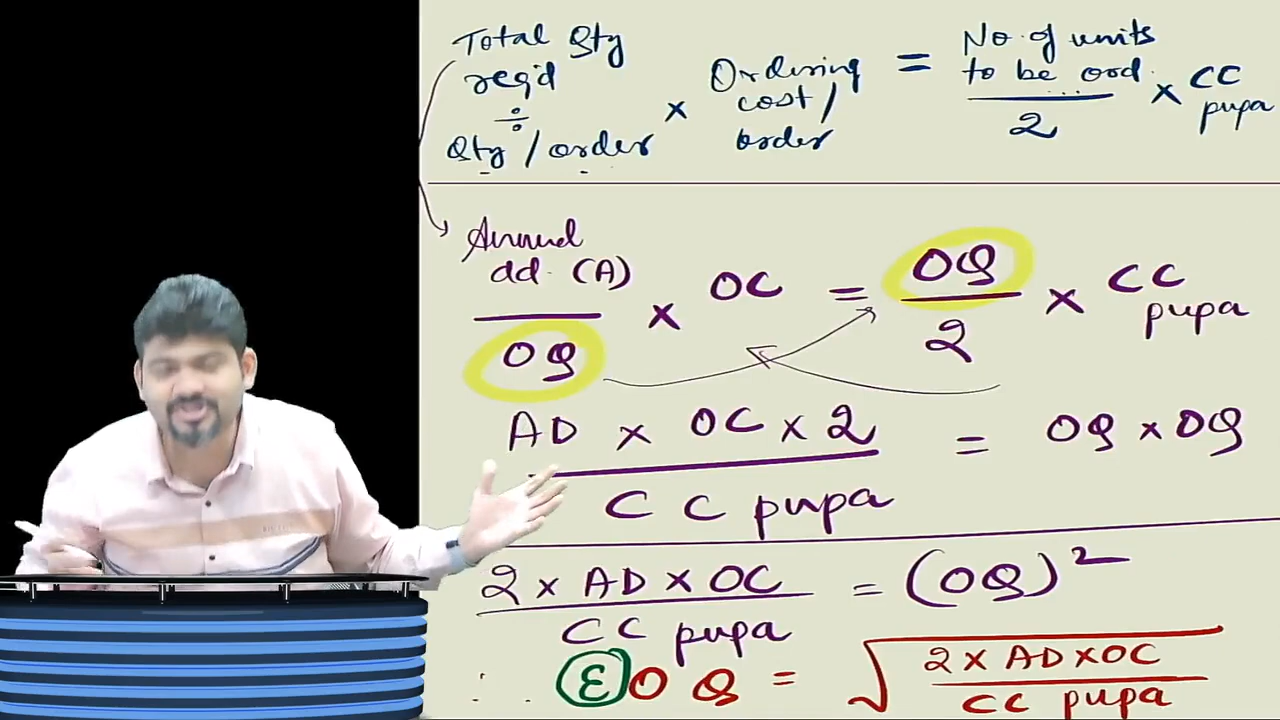 Total Qty
req'd
÷
Qty / order × Ordering cost / order = No. of units to be ord. / 2 × CC pupa
Annual
dd. (A)
OQ × OC = OQ / 2 × CC pupa
AD × OC × 2 = OQ × OQ
CC pupa
2 × AD × OC = (OQ)²
CC pupa
∴ EOQ = √ 2 × AD × OC
CC pupa